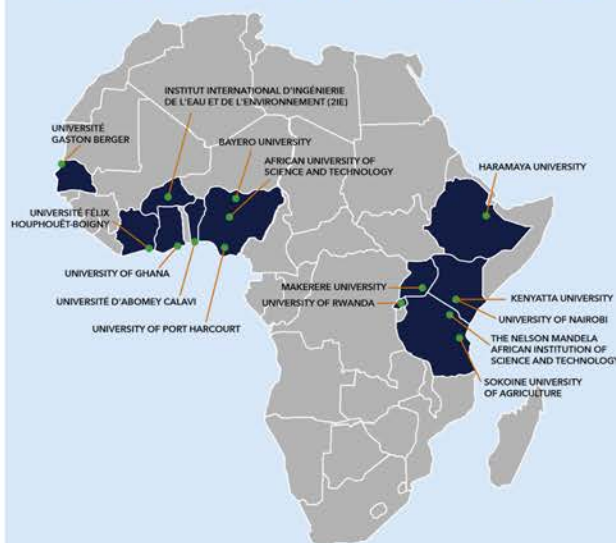 INSTITUT INTERNATIONAL D'INGÉNIERIE
DE L'EAU ET DE L'ENVIRONNEMENT (2IE)
UNIVERSITÉ
GASTON BERGER
BAYERO UNIVERSITY
AFRICAN UNIVERSITY OF
SCIENCE AND TECHNOLOGY
HARAMAYA UNIVERSITY
UNIVERSITÉ FÉLIX
HOUPHOUËT-BOIGNY
UNIVERSITY OF GHANA
UNIVERSITÉ D'ABOMEY CALAVI
UNIVERSITY OF PORT HARCOURT
MAKERERE UNIVERSITY
UNIVERSITY OF RWANDA
KENYATTA UNIVERSITY
UNIVERSITY OF NAIROBI
THE NELSON MANDELA
AFRICAN INSTITUTION OF
SCIENCE AND TECHNOLOGY
SOKOINE UNIVERSITY
OF AGRICULTURE